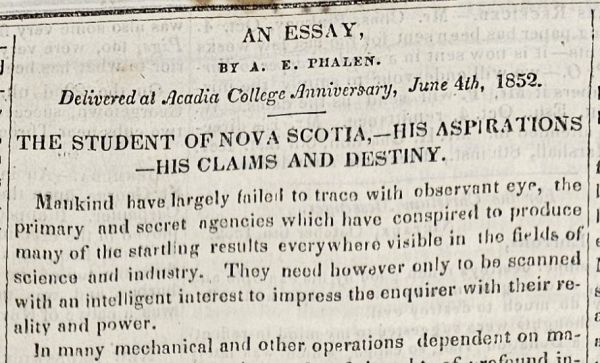 AN ESSAY,
BY A. E. PHALEN.
Delivered at Acadia College Anniversary, June 4th, 1852.
THE STUDENT OF NOVA SCOTIA,—HIS ASPIRATIONS
—HIS CLAIMS AND DESTINY.
Mankind have largely failed to trace with observant eye, the
primary and secret agencies which have conspired to produce
many of the startling results everywhere visible in the fields of
science and industry. They need however only to be scanned
with an intelligent interest to impress the enquirer with their re-
ality and power.
In many mechanical and other operations dependent on ma-